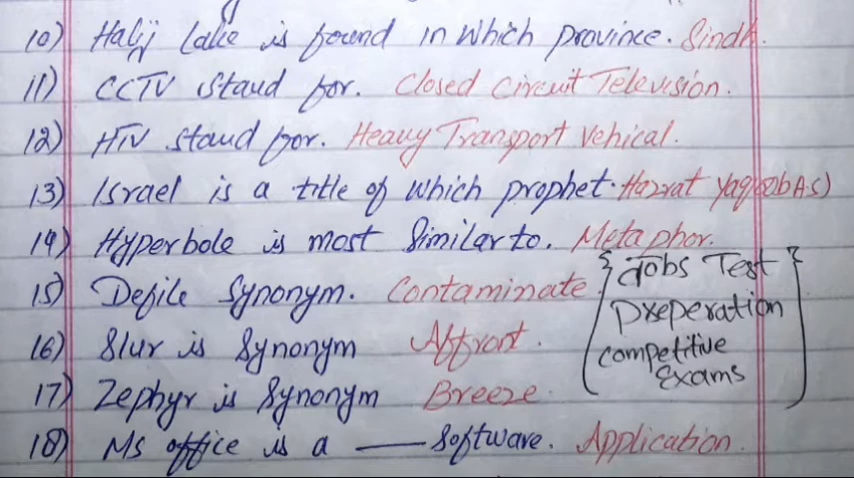 10) Halij Lake is found in which province. Sindh.
11) CCTV stand for. Closed Circuit Television.
12) HTV stand for. Heavy Transport Vehical.
13) Israel is a title of which prophet. Hazrat Yaqoob A.S)
14) Hyperbole is most Similar to. Metaphor.
15) Defile Synonym. Contaminate.
16) Slur is Synonym Affront.
17) Zephyr is Synonym Breeze.
18) Ms office is a —— Software. Application.
{ Jobs Test }
Preperation
Competitive
Exams